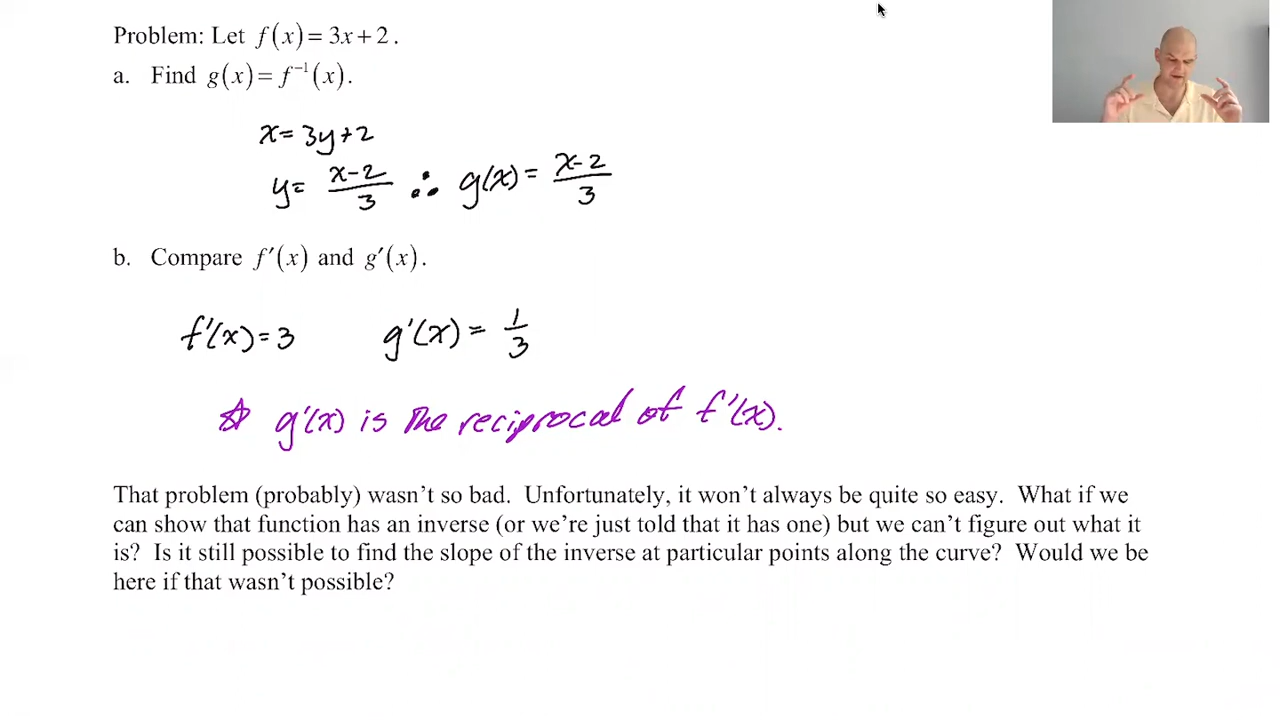 Problem: Let f(x) = 3x + 2.
a. Find g(x) = f⁻¹(x).
x = 3y + 2
y = (x-2)/3 ∴ g(x) = (x-2)/3
b. Compare f′(x) and g′(x).
f'(x) = 3 g'(x) = 1/3
☆ g'(x) is the reciprocal of f'(x).
That problem (probably) wasn’t so bad. Unfortunately, it won’t always be quite so easy. What if we
can show that function has an inverse (or we’re just told that it has one) but we can’t figure out what it
is? Is it still possible to find the slope of the inverse at particular points along the curve? Would we be
here if that wasn’t possible?